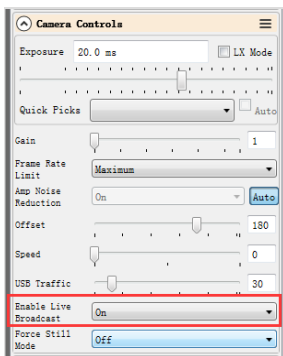 Camera Controls
Exposure 20.0 ms LX Mode
Quick Picks Auto
Gain 1
Frame Rate
Limit Maximum
Amp Noise
Reduction On Auto
Offset 180
Speed 0
USB Traffic 30
Enable Live
Broadcast On
Force Still
Mode Off